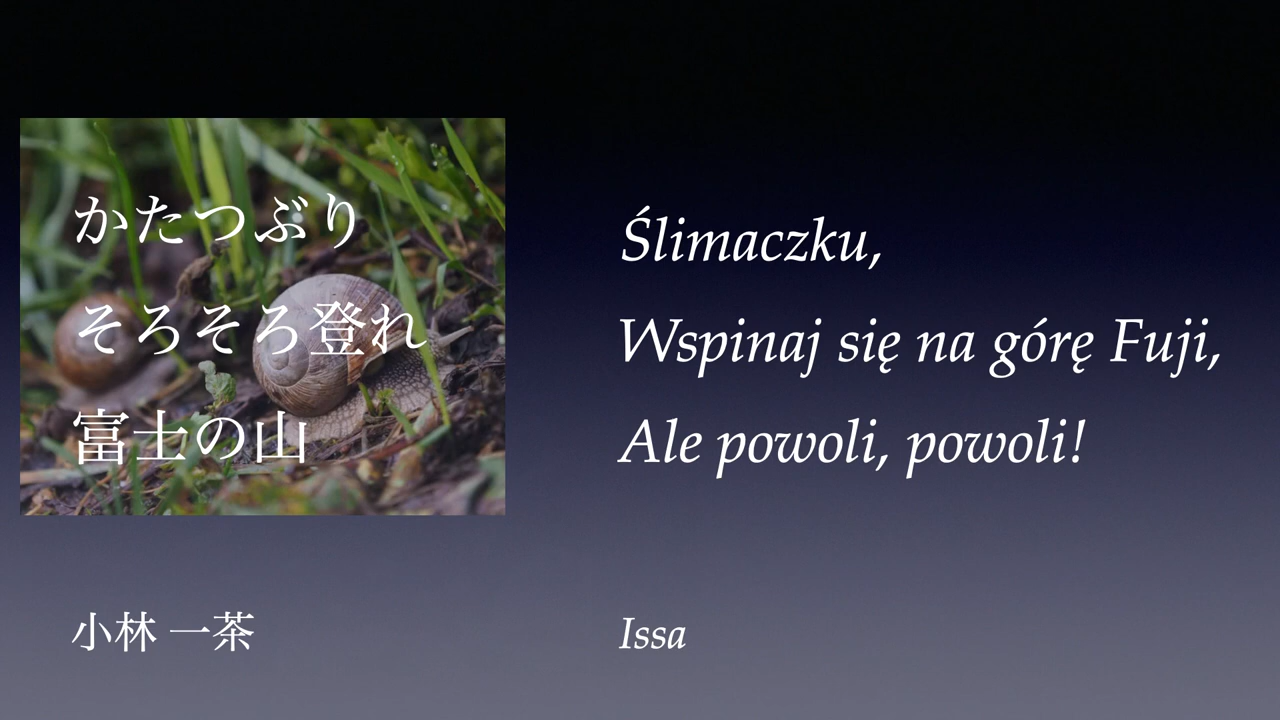 かたつぶり
そろそろ登れ
富士の山
小林 一茶
Ślimaczku,
Wspinaj się na górę Fuji,
Ale powoli, powoli!
Issa